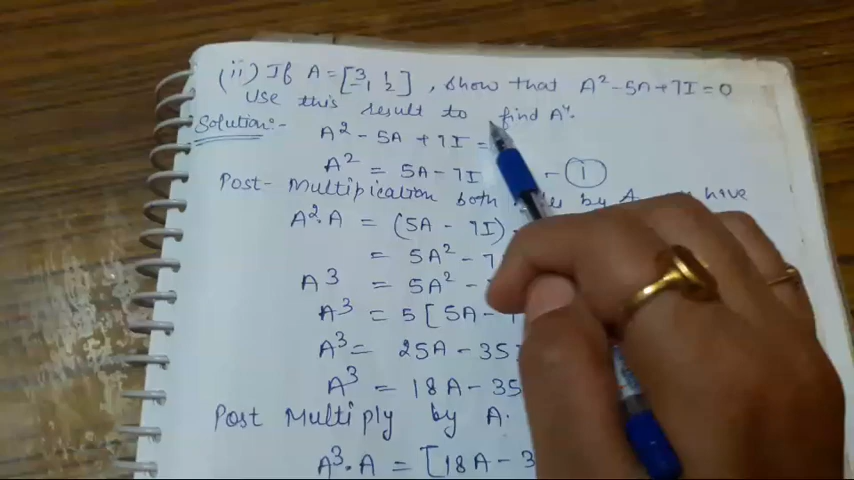 (ii) If A = [3 1 -1 2], show that A² - 5A + 7I = 0
Use this result to find A⁴.
Solution:-
A² - 5A + 7I =
A² = 5A - 7I - ①
Post- Multipication both by A have
A².A = (5A - 7I)
= 5A² - 7
A³ = 5A² -
A³ = 5[5A -
A³ = 25A - 35
A³ = 18A - 35
Post Multiply by A.
A³.A = [18A - 3